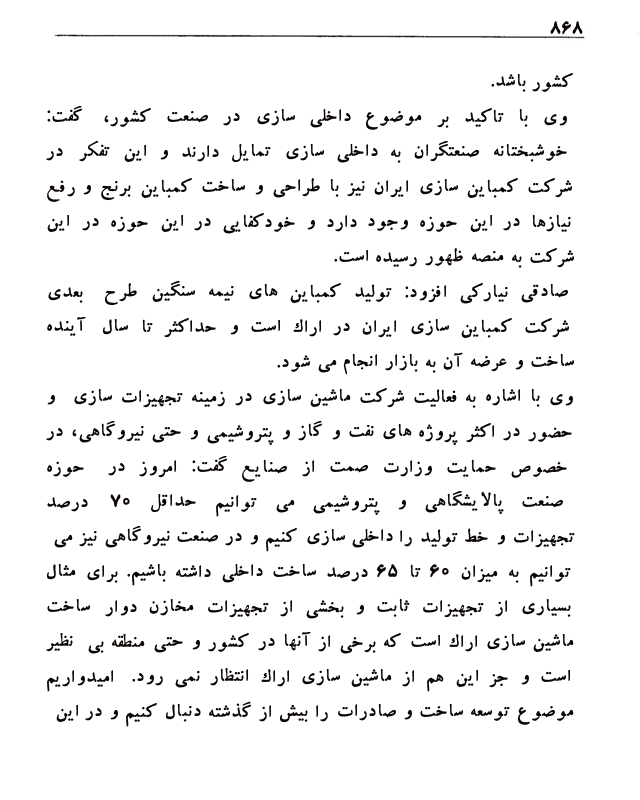 ۸۶۸
کشور باشد.
وی با تاکید بر موضوع داخلی سازی در صنعت کشور، گفت:
خوشبختانه صنعتگران به داخلی سازی تمایل دارند و این تفکر در
شرکت کمباین سازی ایران نیز با طراحی و ساخت کمباین برنج و رفع
نیازها در این حوزه وجود دارد و خودکفایی در این حوزه در این
شرکت به منصه ظهور رسیده است.
صادقی نیارکی افزود: تولید کمباین های نیمه سنگین طرح بعدی
شرکت کمباین سازی ایران در اراك است و حداکثر تا سال آینده
ساخت و عرضه آن به بازار انجام می شود.
وی با اشاره به فعالیت شرکت ماشین سازی در زمینه تجهیزات سازی و
حضور در اکثر پروژه های نفت و گاز و پتروشیمی و حتی نیروگاهی، در
خصوص حمایت وزارت صمت از صنایع گفت: امروز در حوزه
صنعت پالایشگاهی و پتروشیمی می توانیم حداقل ۷۰ درصد
تجهیزات و خط تولید را داخلی سازی کنیم و در صنعت نیروگاهی نیز می
توانیم به میزان ۶۰ تا ۶۵ درصد ساخت داخلی داشته باشیم. برای مثال
بسیاری از تجهیزات ثابت و بخشی از تجهیزات مخازن دوار ساخت
ماشین سازی اراك است که برخی از آنها در کشور و حتی منطقه بی نظیر
است و جز این هم از ماشین سازی اراك انتظار نمی رود. امیدواریم
موضوع توسعه ساخت و صادرات را بیش از گذشته دنبال کنیم و در این